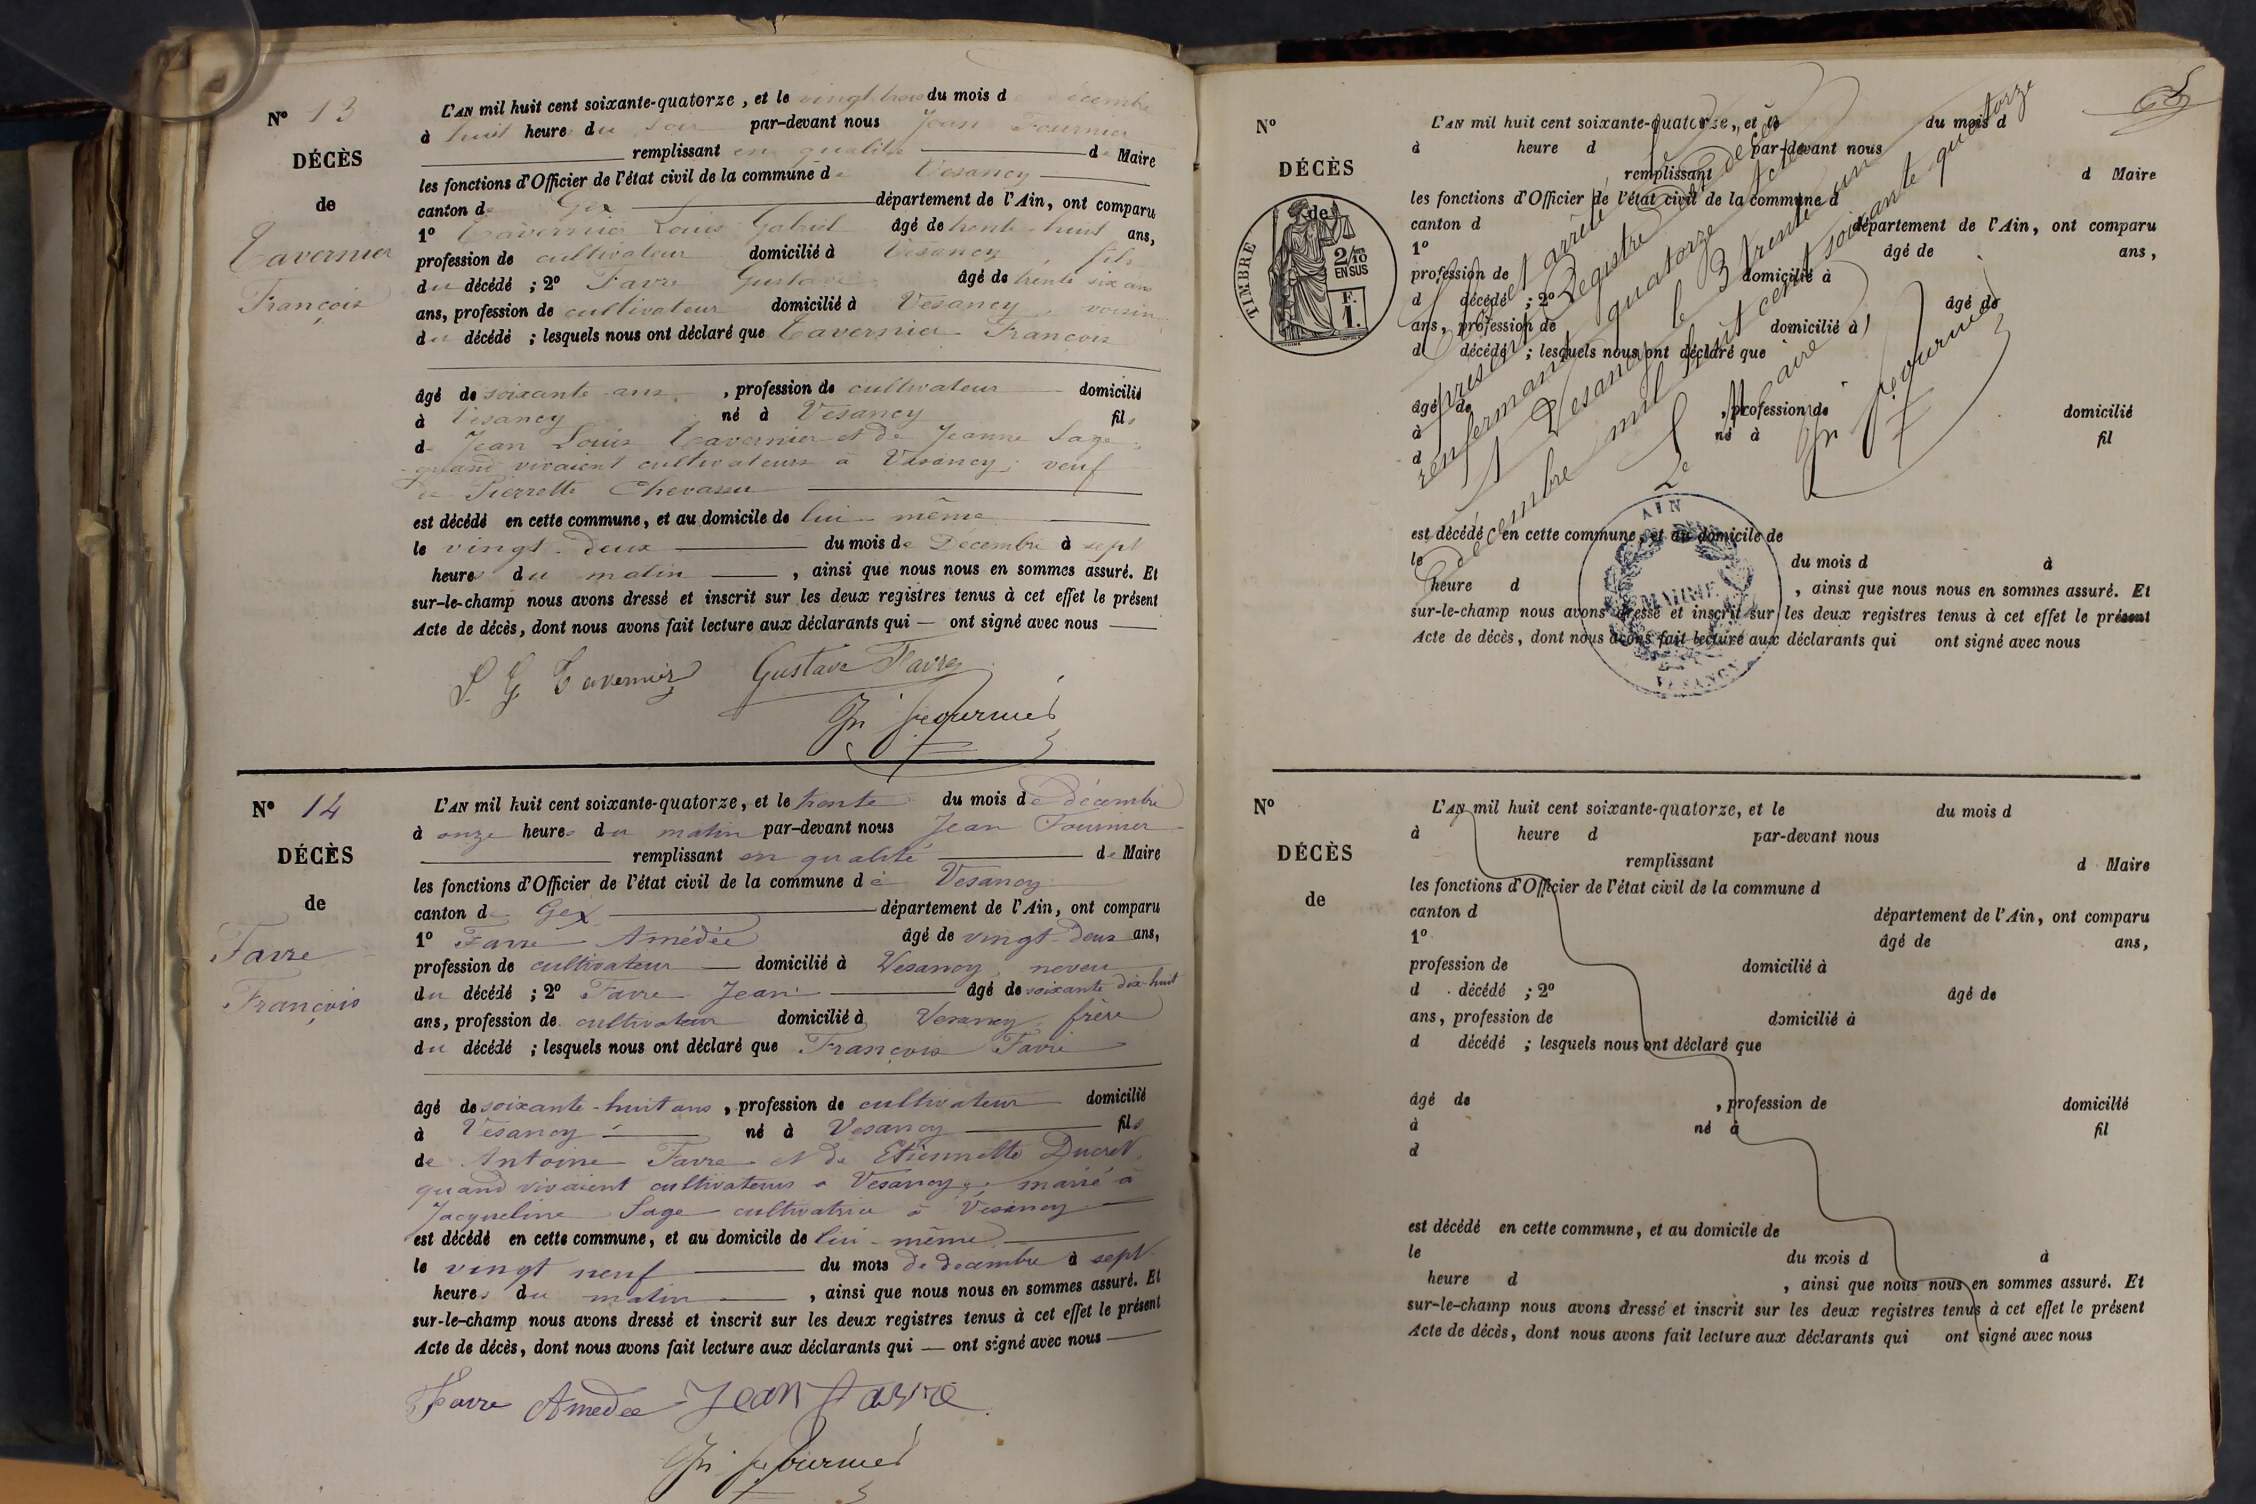 N° 13
DÉCÈS
de
Tavernier
François
L'AN mil huit cent soixante-quatorze, et le vingt trois du mois de décembre
à huit heure du soir par-devant nous Jean Fournier
remplissant en qualité de Maire
les fonctions d'Officier de l'état civil de la commune de Vesancy
canton de Gex département de l'Ain, ont comparu
1° Tavernier Louis Gabriel âgé de trente huit ans,
profession de cultivateur domicilié à Vesancy fils
du décédé ; 2° Favre Gustave âgé de trente six ans
ans, profession de cultivateur domicilié à Vesancy, voisin
du décédé ; lesquels nous ont déclaré que Tavernier François
âgé de soixante ans, profession de cultivateur domicilié
à Vesancy né à Vesancy fils
de Jean Louis Tavernier et de Jeanne Sage
quand vivaient cultivateurs à Vesancy; veuf
de Pierrette Chevassu
est décédé en cette commune, et au domicile de lui-même
le vingt-deux du mois de Décembre à sept
heures du matin, ainsi que nous nous en sommes assuré. Et
sur-le-champ nous avons dressé et inscrit sur les deux registres tenus à cet effet le présent
Acte de décès, dont nous avons fait lecture aux déclarants qui — ont signé avec nous —
L. G. Tavernier Gustave Favre
Jn Fournier
N° 14
DÉCÈS
de
Favre
François
L'AN mil huit cent soixante-quatorze, et le trente du mois de décembre
à onze heures du matin par-devant nous Jean Fournier
remplissant en qualité de Maire
les fonctions d'Officier de l'état civil de la commune de Vesancy
canton de Gex département de l'Ain, ont comparu
1° Favre Amédée âgé de vingt-deux ans,
profession de cultivateur domicilié à Vesancy, neveu
du décédé ; 2° Favre Jean âgé de soixante dix-huit
ans, profession de cultivateur domicilié à Vesancy, frère
du décédé ; lesquels nous ont déclaré que François Favre
âgé de soixante-huit ans, profession de cultivateur domicilié
à Vesancy né à Vesancy fils
de Antoine Favre et de Etiennette Ducret
quand vivaient cultivateurs à Vesancy, marié à
Jacqueline Sage cultivatrice à Vesancy
est décédé en cette commune, et au domicile de lui-même
le vingt neuf du mois de decembre à sept
heures du matin, ainsi que nous nous en sommes assuré. Et
sur-le-champ nous avons dressé et inscrit sur les deux registres tenus à cet effet le présent
Acte de décès, dont nous avons fait lecture aux déclarants qui — ont signé avec nous —
Favre Amédée Jean Favre
Jn Fournier
N°
DÉCÈS
de
TIMBRE
2/10
EN SUS
F.
1.
L'AN mil huit cent soixante-quatorze, et le du mois d
à heure d par-devant nous
remplissant d Maire
les fonctions d'Officier de l'état civil de la commune d
canton d département de l'Ain, ont comparu
1° âgé de ans,
profession de domicilié à
d décédé ; 2° âgé de
ans, profession de domicilié à
d décédé ; lesquels nous ont déclaré que
âgé de , profession de domicilié
à né à fil
d
est décédé en cette commune, et au domicile de
le du mois d à
heure d , ainsi que nous nous en sommes assuré. Et
sur-le-champ nous avons dressé et inscrit sur les deux registres tenus à cet effet le présent
Acte de décès, dont nous avons fait lecture aux déclarants qui ont signé avec nous
Clos et arrêté le
présent Registre des décès
renfermant quatorze actes
A Vesancy le 31 trente un
décembre mil huit cent soixante quatorze
Le Maire
Jn Fournier
AIN
MAIRIE
VESANCY
N°
DÉCÈS
de
L'AN mil huit cent soixante-quatorze, et le du mois d
à heure d par-devant nous
remplissant d Maire
les fonctions d'Officier de l'état civil de la commune d
canton d département de l'Ain, ont comparu
1° âgé de ans,
profession de domicilié à
d décédé ; 2° âgé de
ans, profession de domicilié à
d décédé ; lesquels nous ont déclaré que
âgé de , profession de domicilié
à né à fil
d
est décédé en cette commune, et au domicile de
le du mois d à
heure d , ainsi que nous nous en sommes assuré. Et
sur-le-champ nous avons dressé et inscrit sur les deux registres tenus à cet effet le présent
Acte de décès, dont nous avons fait lecture aux déclarants qui ont signé avec nous